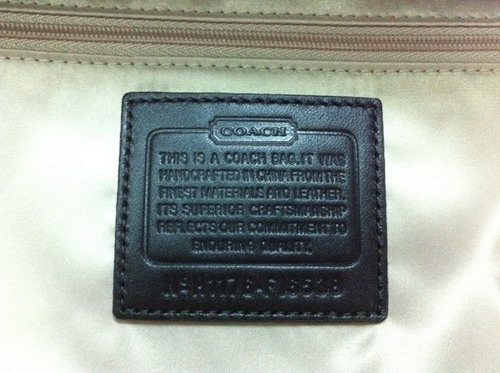 COACH
THIS IS A COACH BAG. IT WAS
HANDCRAFTED IN CHINA FROM THE
FINEST MATERIALS AND LEATHER.
ITS SUPERIOR CRAFTSMANSHIP
REFLECTS OUR COMMITMENT TO
ENDURING QUALITY.